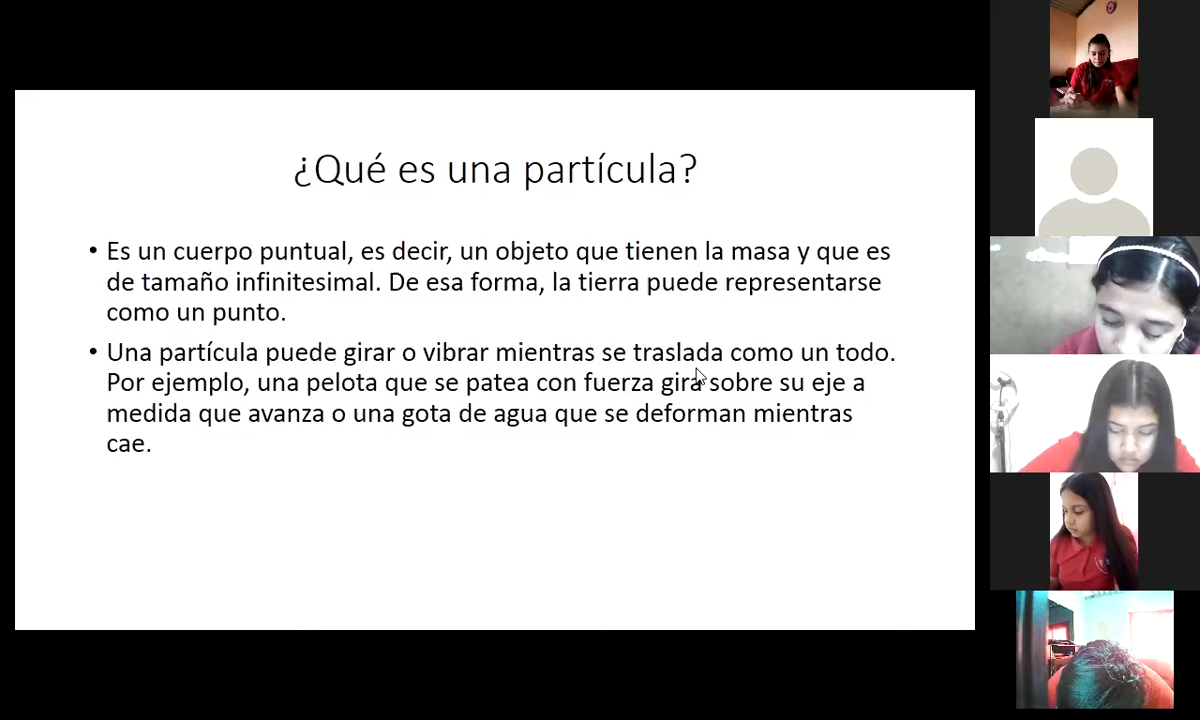 ¿Qué es una partícula?
• Es un cuerpo puntual, es decir, un objeto que tienen la masa y que es
de tamaño infinitesimal. De esa forma, la tierra puede representarse
como un punto.
• Una partícula puede girar o vibrar mientras se traslada como un todo.
Por ejemplo, una pelota que se patea con fuerza gira sobre su eje a
medida que avanza o una gota de agua que se deforman mientras
cae.